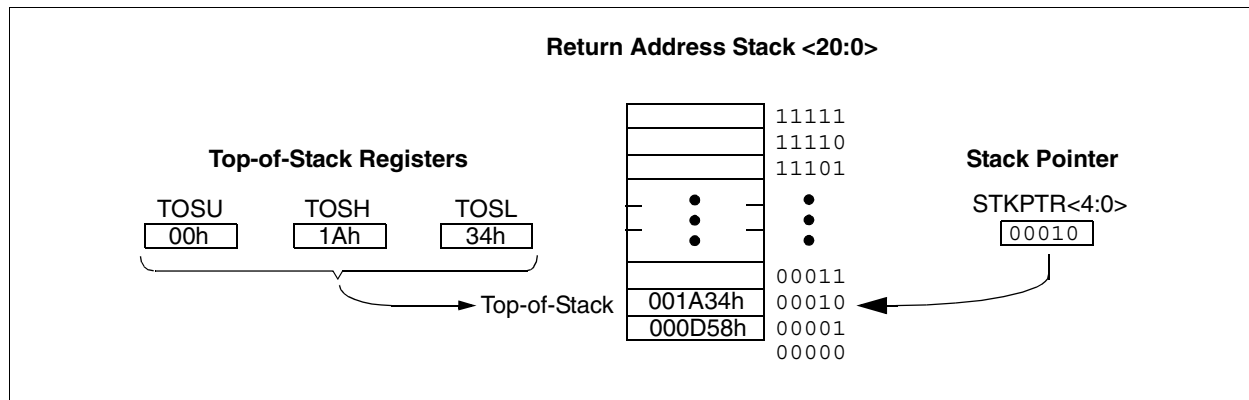 Return Address Stack <20:0>
11111
11110
11101
Top-of-Stack Registers
Stack Pointer
TOSU TOSH TOSL
STKPTR<4:0>
00h 1Ah 34h
00010
00011
Top-of-Stack 001A34h 00010
000D58h 00001
00000